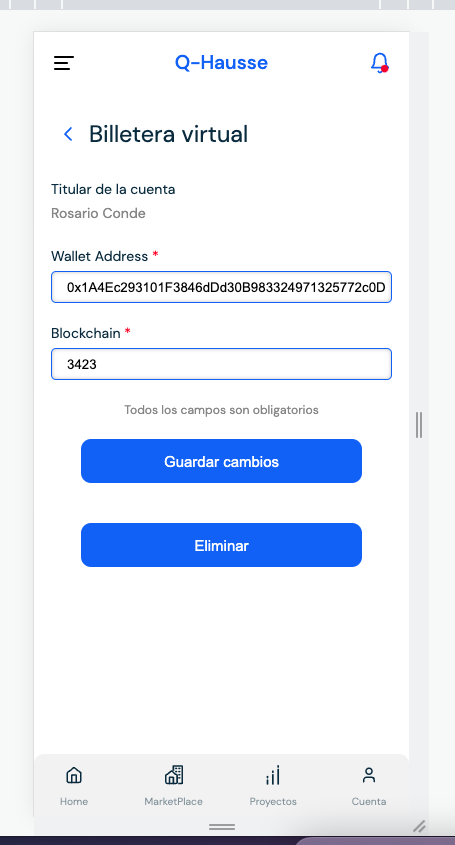 Q-Hausse
Billetera virtual
Titular de la cuenta
Rosario Conde
Wallet Address *
0x1A4Ec293101F3846dDd30B983324971325772c0D
Blockchain *
3423
Todos los campos son obligatorios
Guardar cambios
Eliminar
Home MarketPlace Proyectos Cuenta